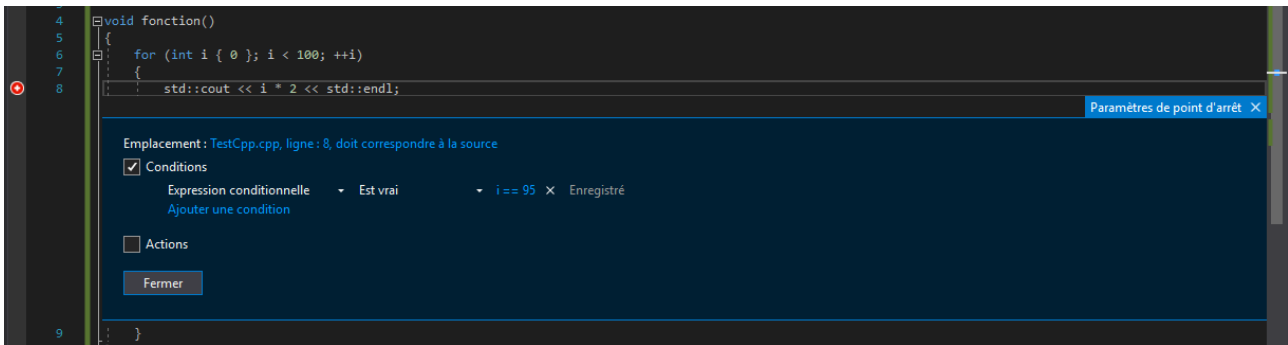 4 void fonction()
5 {
6 for (int i { 0 }; i < 100; ++i)
7 {
8 std::cout << i * 2 << std::endl;
Paramètres de point d'arrêt
Emplacement : TestCpp.cpp, ligne : 8, doit correspondre à la source
Conditions
Expression conditionnelle Est vrai i == 95 × Enregistré
Ajouter une condition
Actions
Fermer
9 }